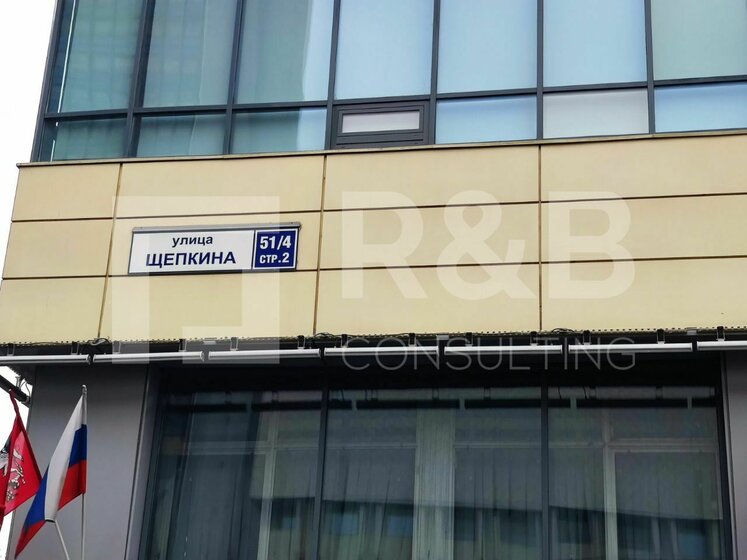 улица
ЩЕПКИНА
51/4
СТР.2
R&B
CONSULTING